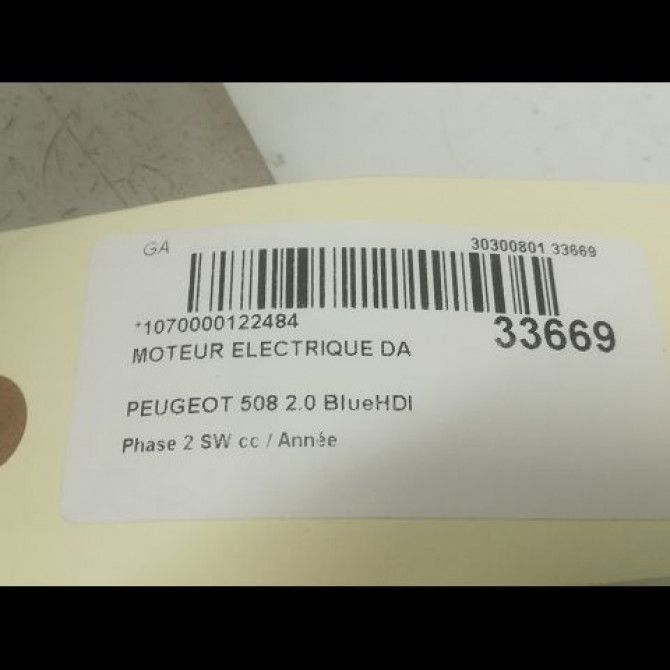 GA
30300801 33669
*1070000122484
33669
MOTEUR ELECTRIQUE DA
PEUGEOT 508 2.0 BlueHDI
Phase 2 SW cc / Année